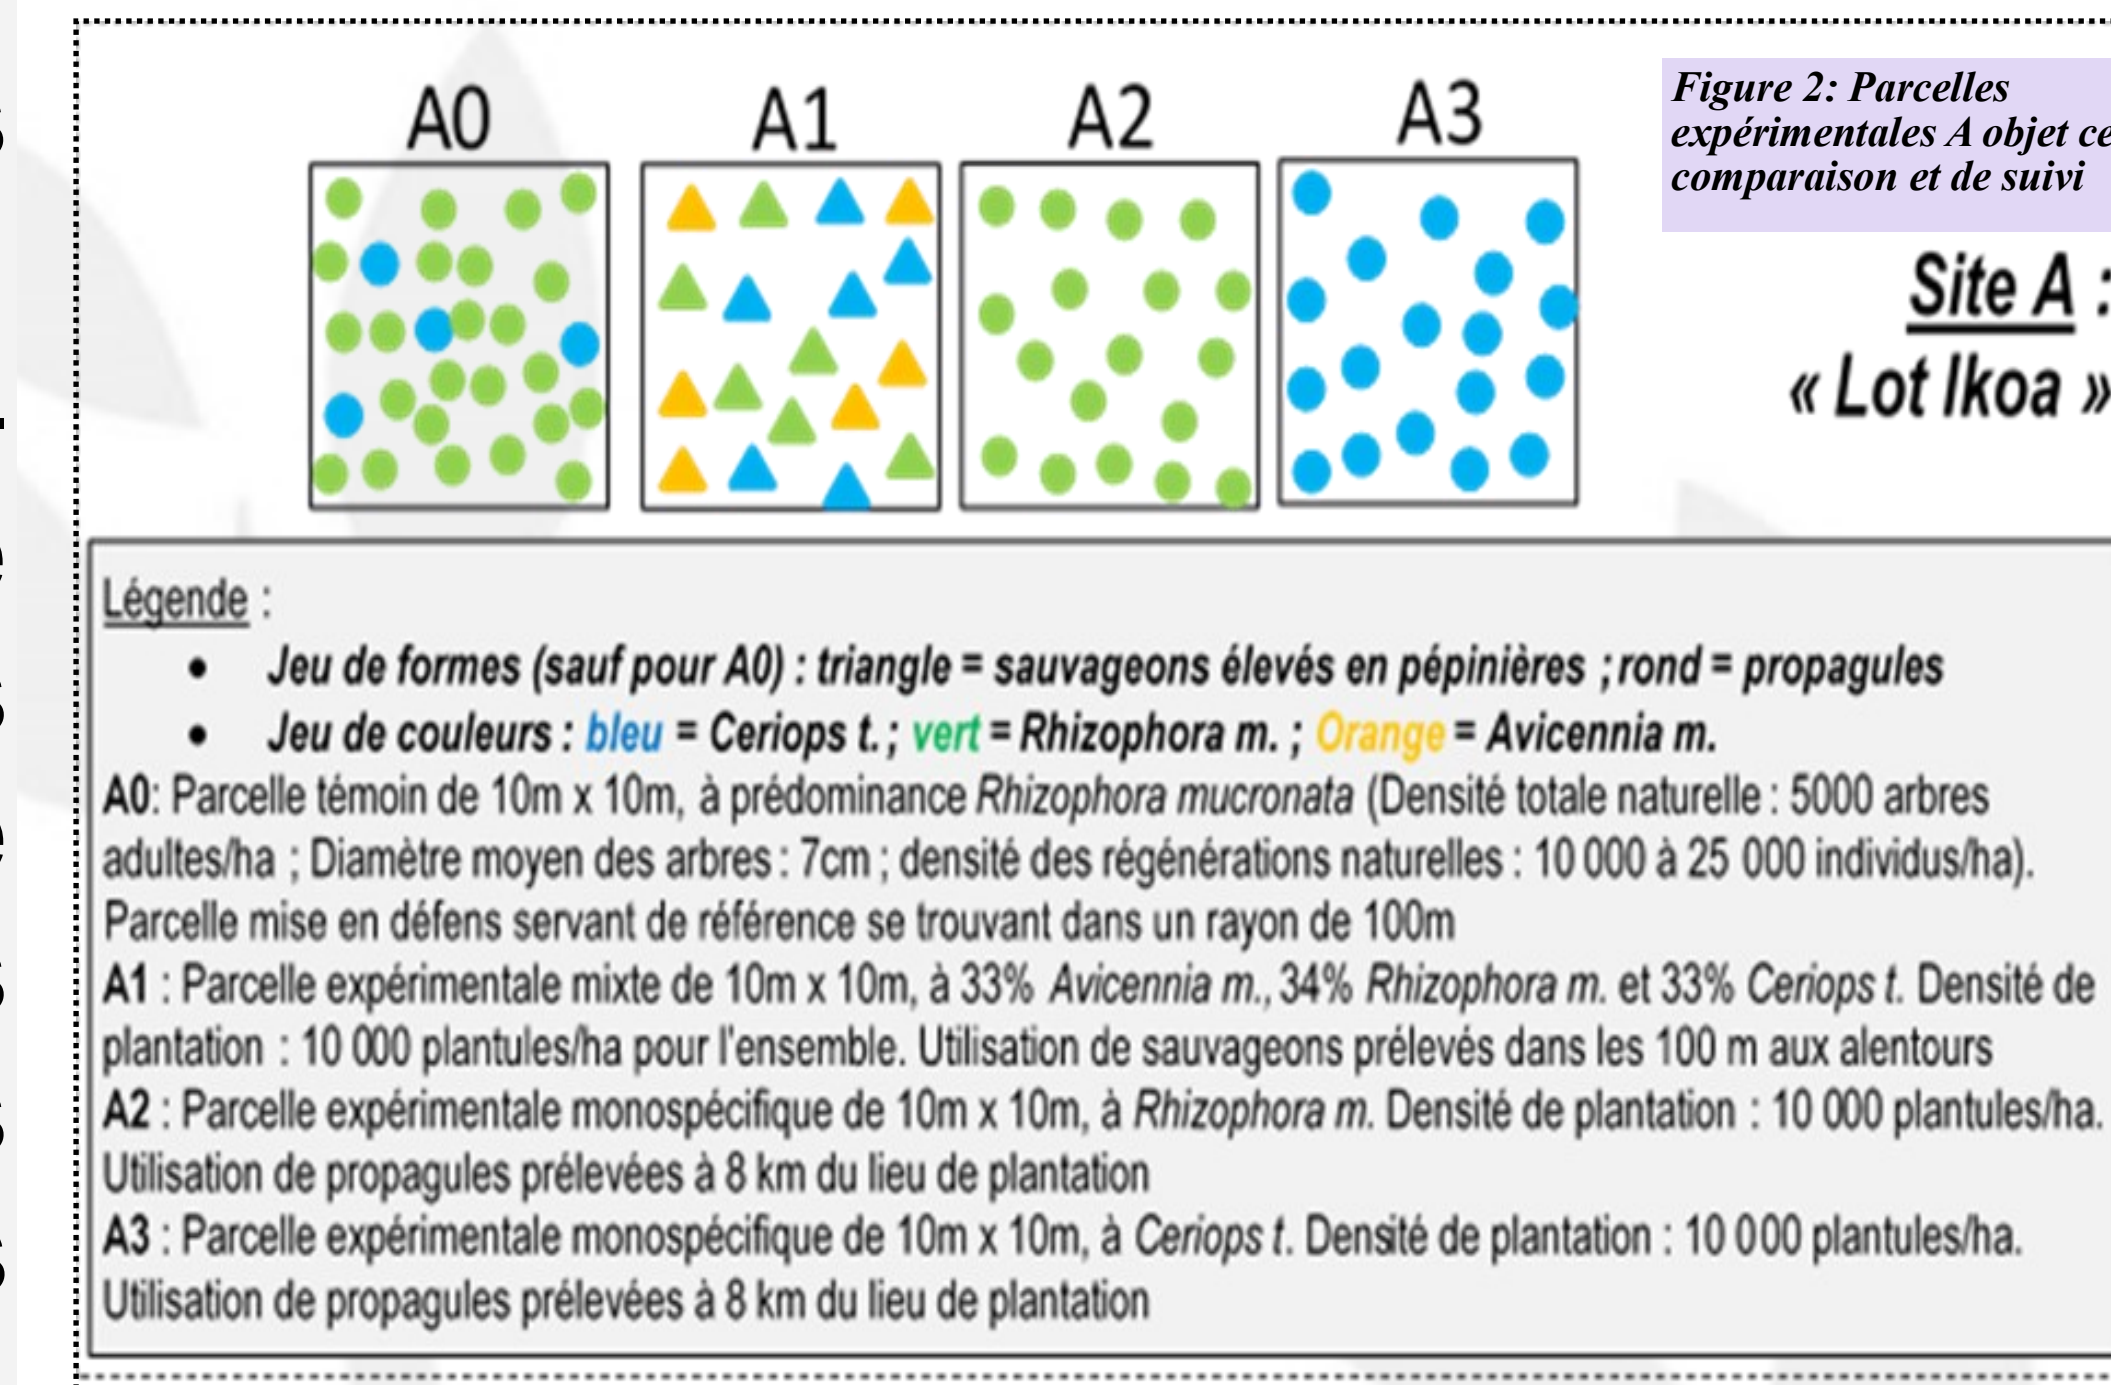 A0 A1 A2 A3
Figure 2: Parcelles
expérimentales A objet ce
comparaison et de suivi
Site A :
« Lot Ikoa »
Légende :
• Jeu de formes (sauf pour A0) : triangle = sauvageons élevés en pépinières ; rond = propagules
• Jeu de couleurs : bleu = Ceriops t. ; vert = Rhizophora m. ; Orange = Avicennia m.
A0: Parcelle témoin de 10m x 10m, à prédominance Rhizophora mucronata (Densité totale naturelle : 5000 arbres
adultes/ha ; Diamètre moyen des arbres : 7cm ; densité des régénérations naturelles : 10 000 à 25 000 individus/ha).
Parcelle mise en défens servant de référence se trouvant dans un rayon de 100m
A1 : Parcelle expérimentale mixte de 10m x 10m, à 33% Avicennia m., 34% Rhizophora m. et 33% Ceriops t. Densité de
plantation : 10 000 plantules/ha pour l'ensemble. Utilisation de sauvageons prélevés dans les 100 m aux alentours
A2 : Parcelle expérimentale monospécifique de 10m x 10m, à Rhizophora m. Densité de plantation : 10 000 plantules/ha.
Utilisation de propagules prélevées à 8 km du lieu de plantation
A3 : Parcelle expérimentale monospécifique de 10m x 10m, à Ceriops t. Densité de plantation : 10 000 plantules/ha.
Utilisation de propagules prélevées à 8 km du lieu de plantation